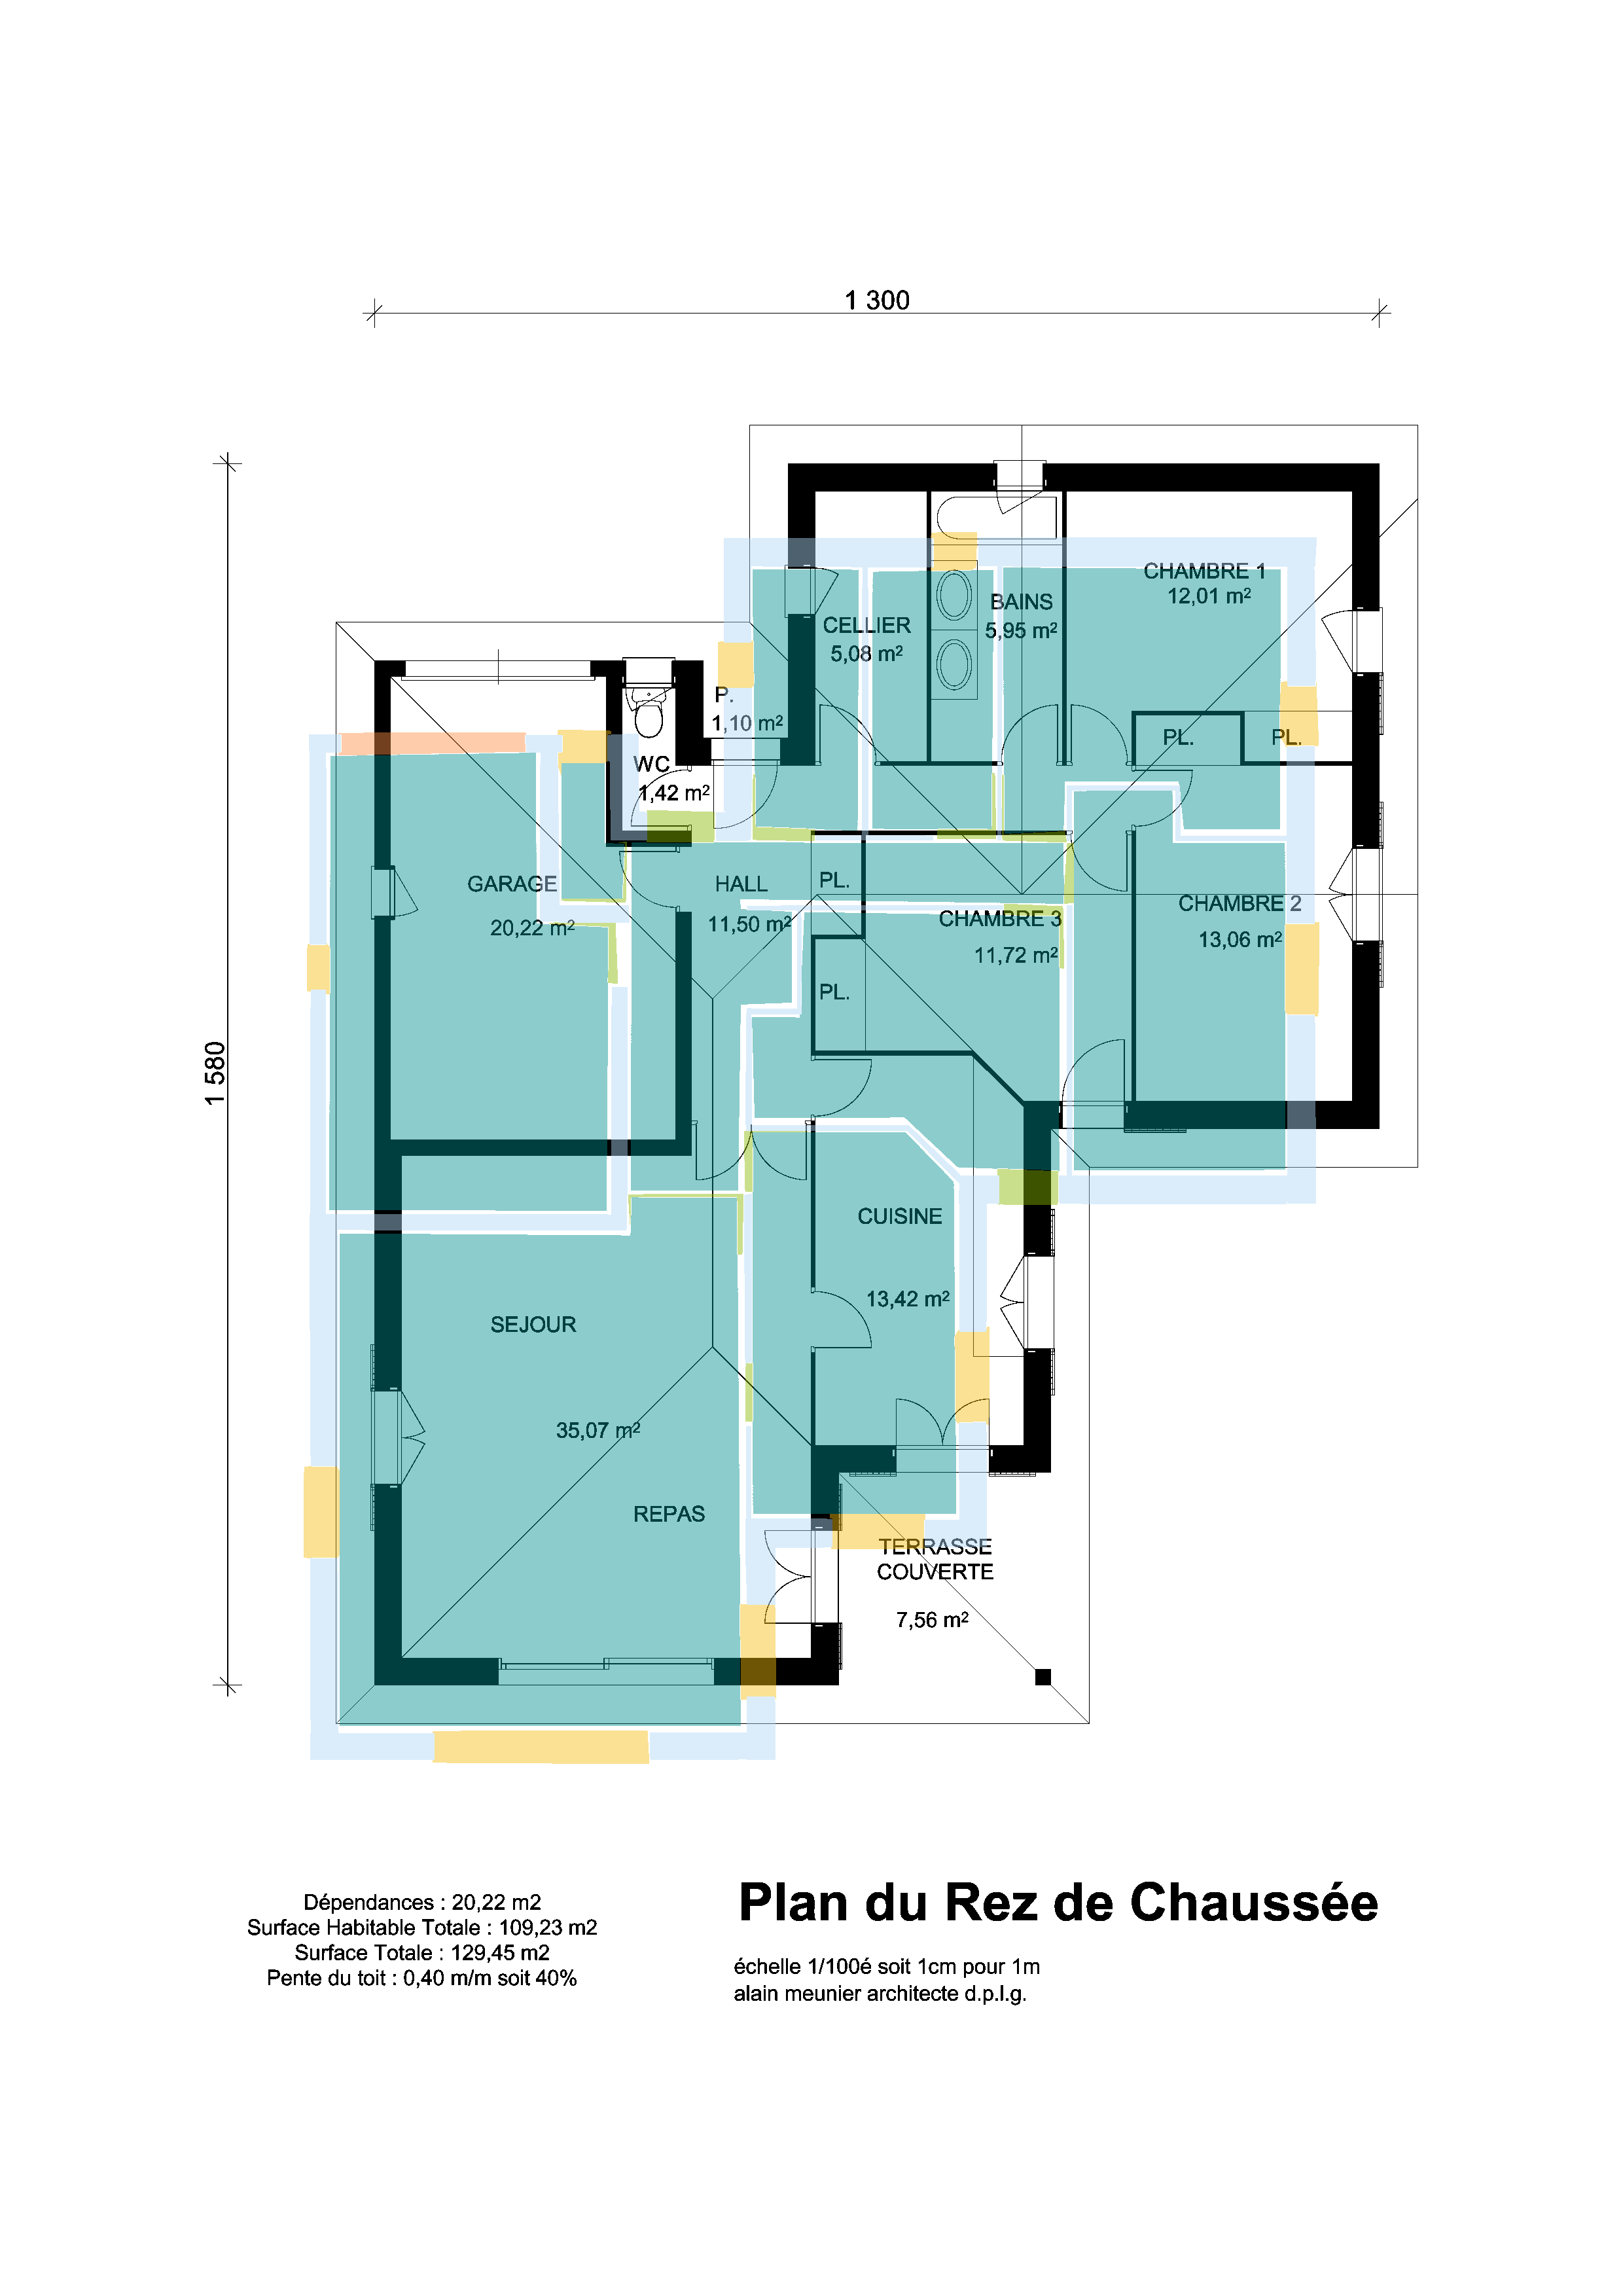 1 300
1 580
CHAMBRE 1
12,01 m²
BAINS
5,95 m²
CELLIER
5,08 m²
P.
1,10 m²
PL.
PL.
WC
1,42 m²
GARAGE
20,22 m²
HALL
11,50 m²
PL.
CHAMBRE 3
11,72 m²
CHAMBRE 2
13,06 m²
PL.
CUISINE
13,42 m²
SEJOUR
35,07 m²
REPAS
TERRASSE
COUVERTE
7,56 m²
Dépendances : 20,22 m2
Surface Habitable Totale : 109,23 m2
Surface Totale : 129,45 m2
Pente du toit : 0,40 m/m soit 40%
Plan du Rez de Chaussée
échelle 1/100é soit 1cm pour 1m
alain meunier architecte d.p.l.g.